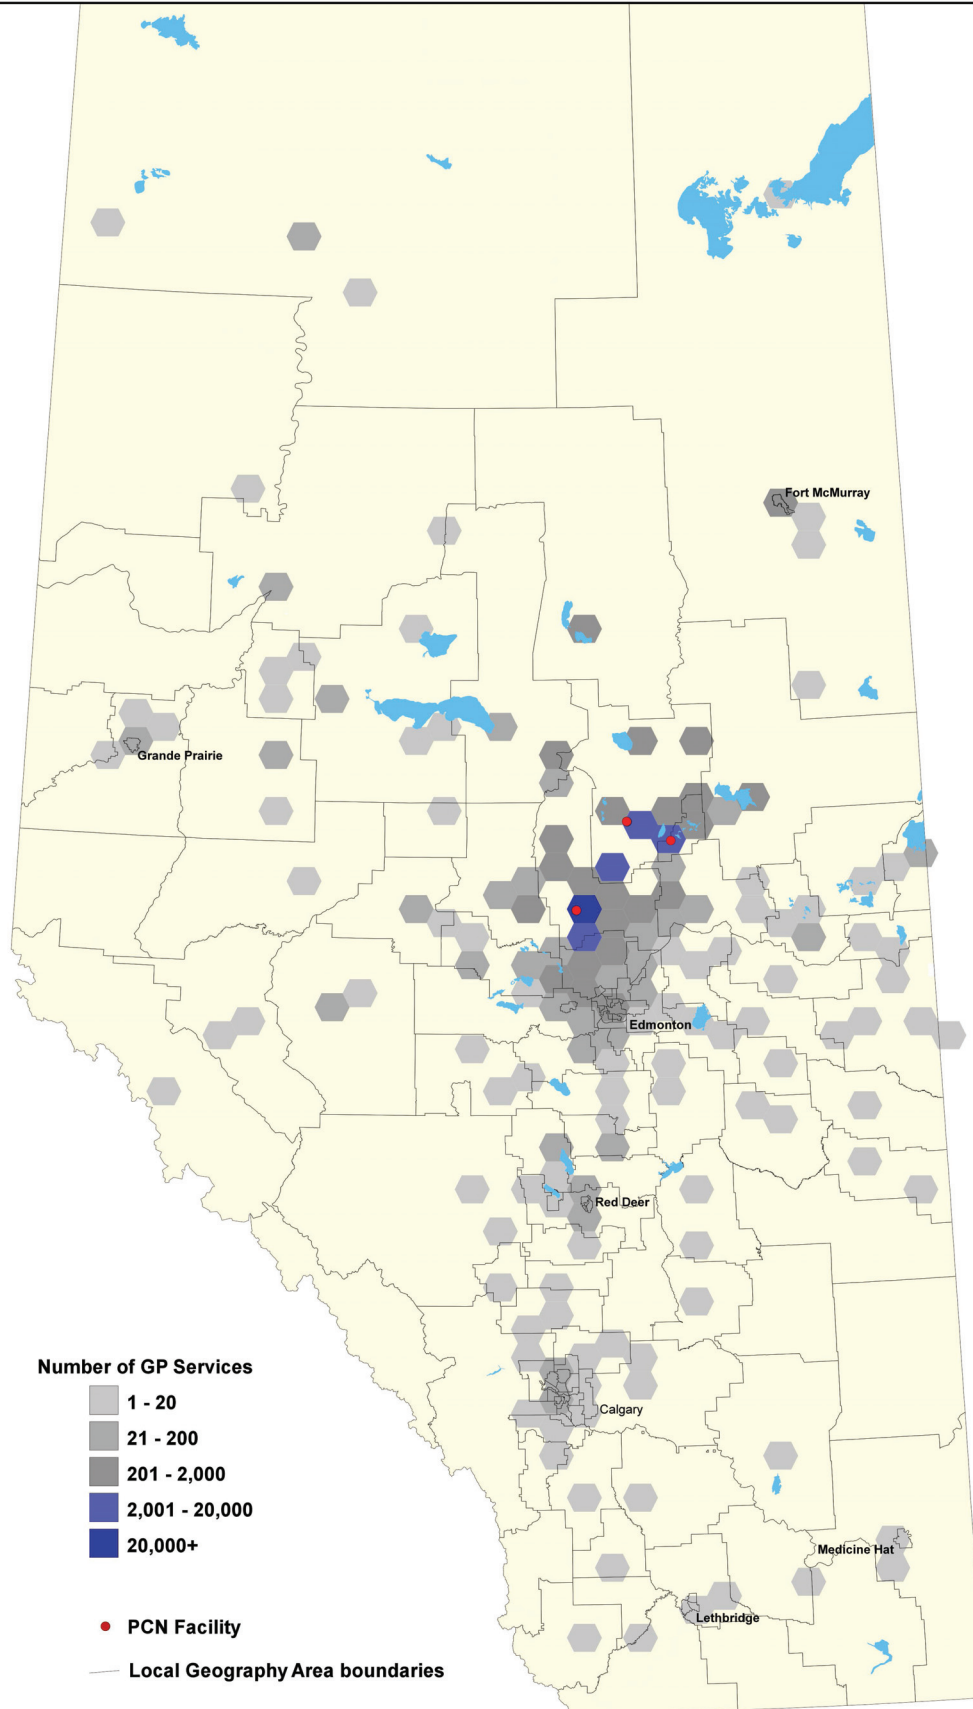 Fort McMurray
Grande Prairie
Edmonton
Red Deer
Number of GP Services
1 - 20
21 - 200
201 - 2,000
2,001 - 20,000
20,000+
Calgary
Medicine Hat
Lethbridge
PCN Facility
Local Geography Area boundaries